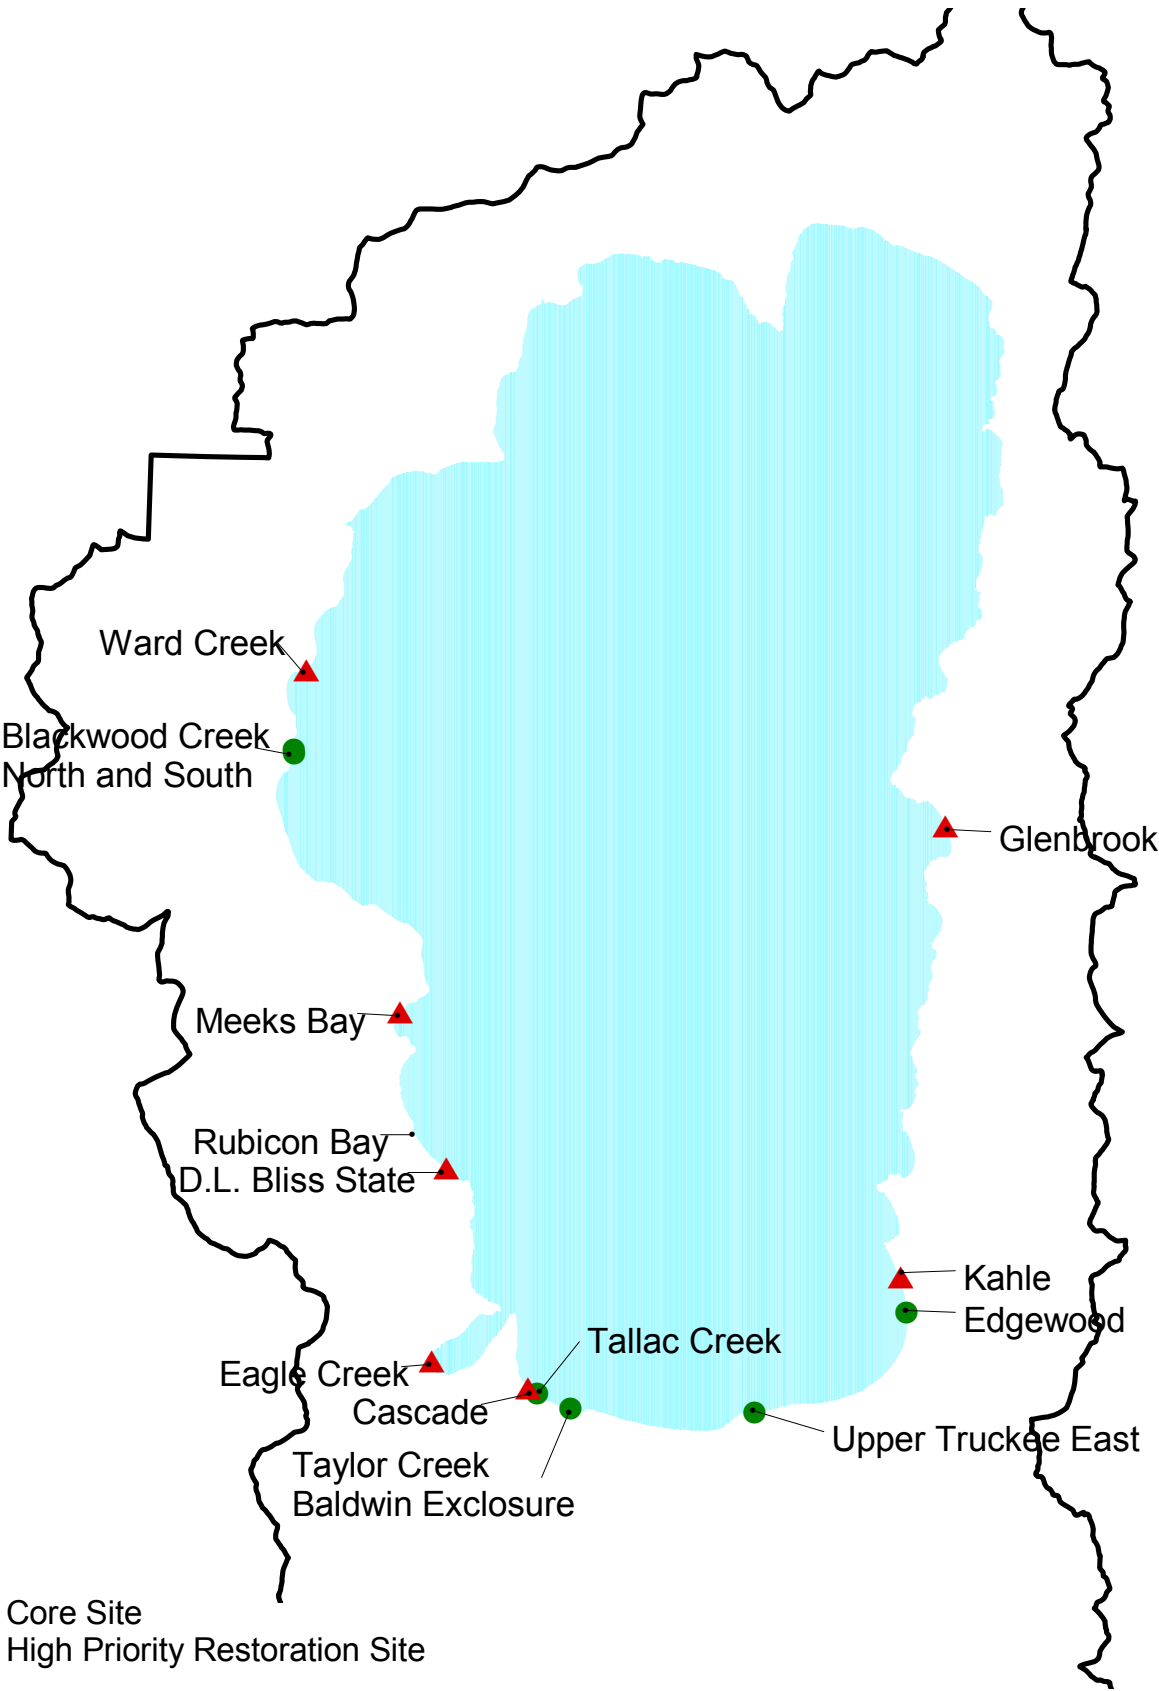 Ward Creek
Blackwood Creek
North and South
Glenbrook
Meeks Bay
Rubicon Bay
D.L. Bliss State
Kahle
Edgewood
Tallac Creek
Eagle Creek
Cascade
Upper Truckee East
Taylor Creek
Baldwin Exclosure
Core Site
High Priority Restoration Site